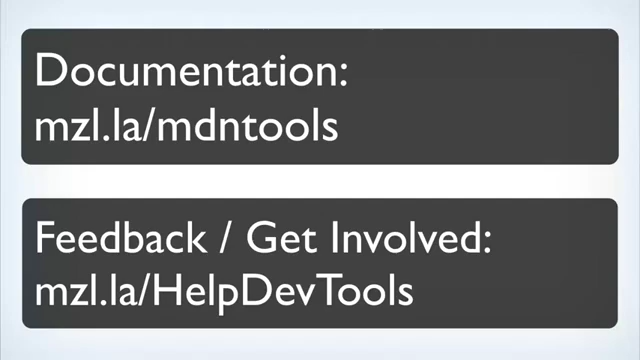 Documentation:
mzl.la/mdntools
Feedback / Get Involved:
mzl.la/HelpDevTools